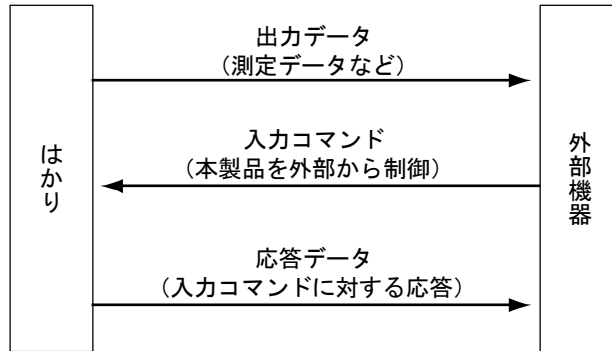 はかり
出力データ
（測定データなど）
入力コマンド
（本製品を外部から制御）
応答データ
（入力コマンドに対する応答）
外部機器